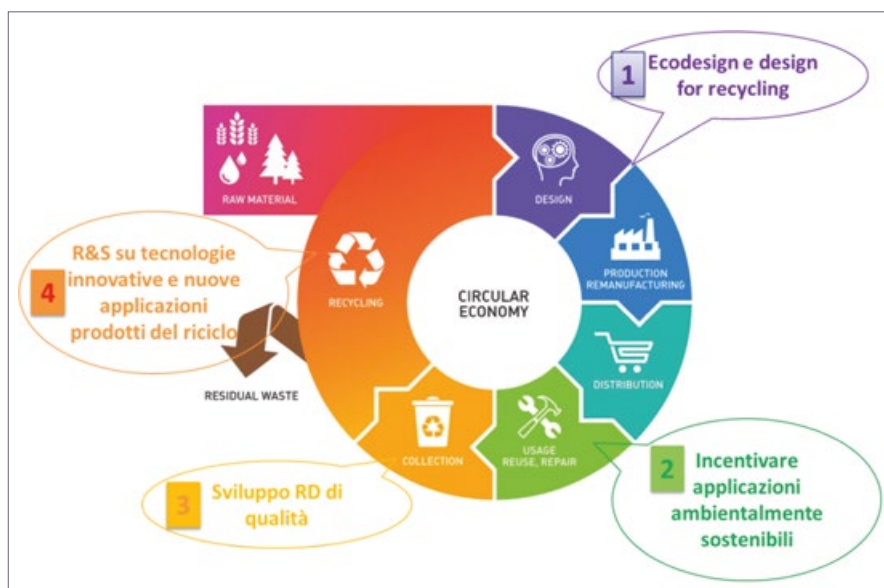 1
Ecodesign e design
for recycling
RAW MATERIAL
DESIGN
PRODUCTION
REMANUFACTURING
DISTRIBUTION
USAGE
REUSE, REPAIR
COLLECTION
RECYCLING
CIRCULAR
ECONOMY
RESIDUAL WASTE
2
Incentivare
applicazioni
ambientalmente
sostenibili
3
Sviluppo RD di
qualità
4
R&S su tecnologie
innovative e nuove
applicazioni
prodotti del riciclo